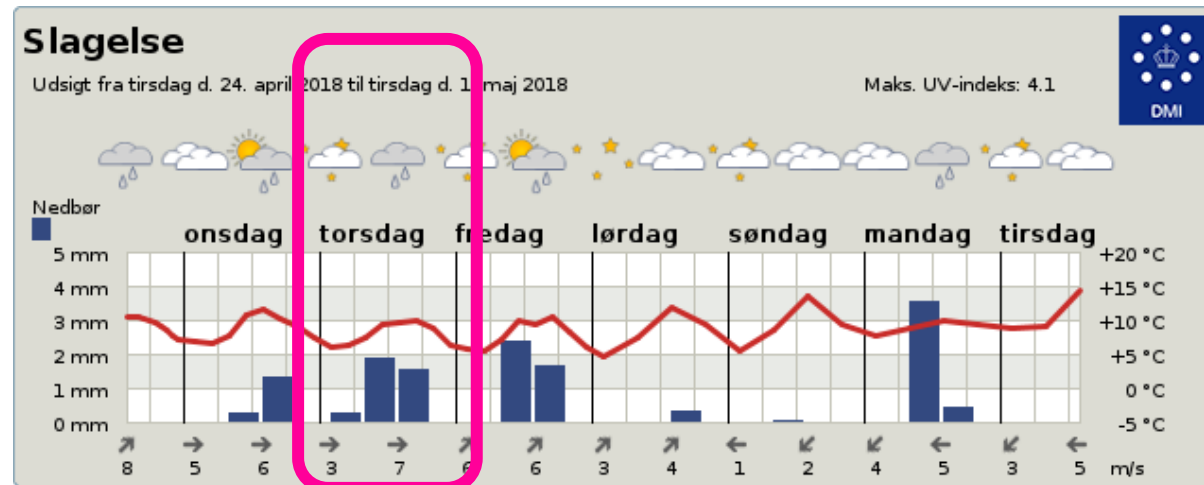 Slagelse
Udsigt fra tirsdag d. 24. april 2018 til tirsdag d. 1. maj 2018
Maks. UV-indeks: 4.1
DMI
Nedbør
onsdag torsdag fredag lørdag søndag mandag tirsdag
5 mm +20 °C
4 mm +15 °C
3 mm +10 °C
2 mm +5 °C
1 mm 0 °C
0 mm -5 °C
8 5 6 3 7 6 6 3 4 1 2 4 5 3 5 m/s